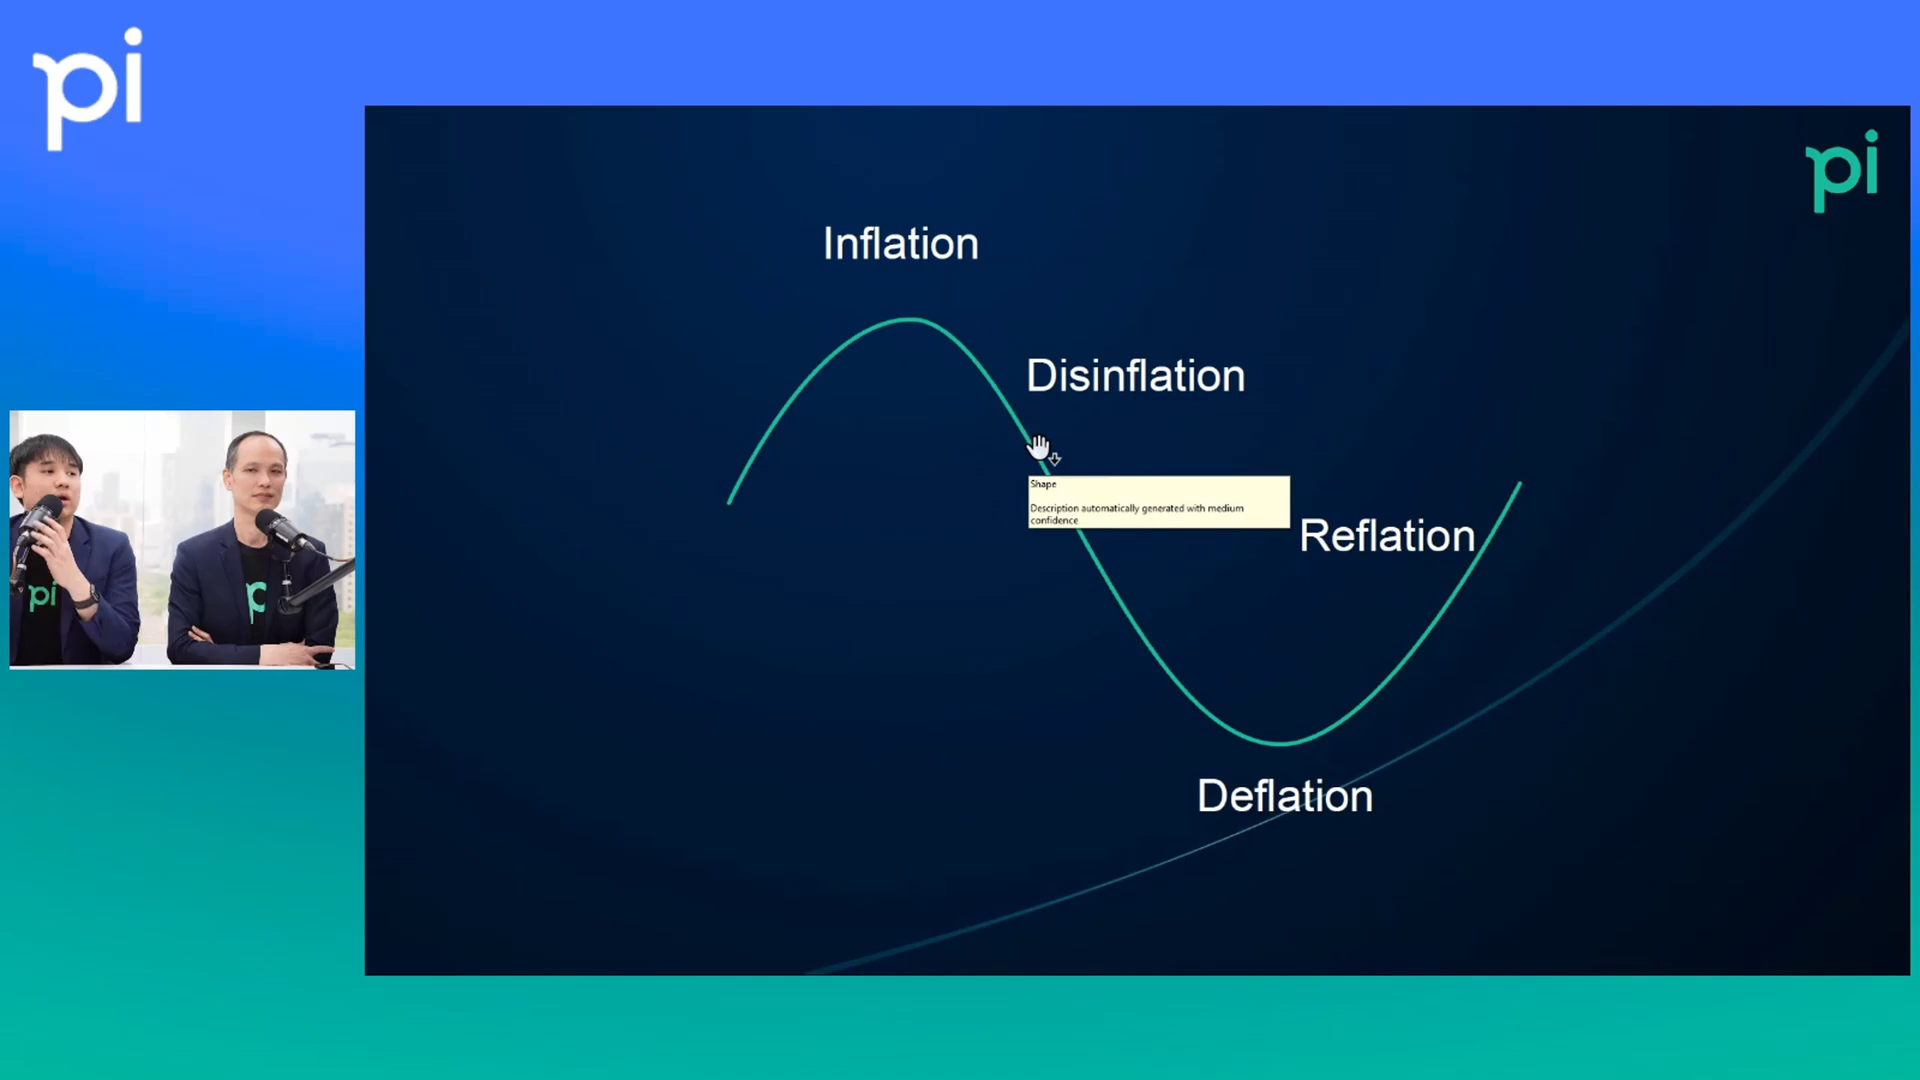 pi
pi
Inflation
Disinflation
Shape
Description automatically generated with medium
confidence
Reflation
Deflation
pi
p